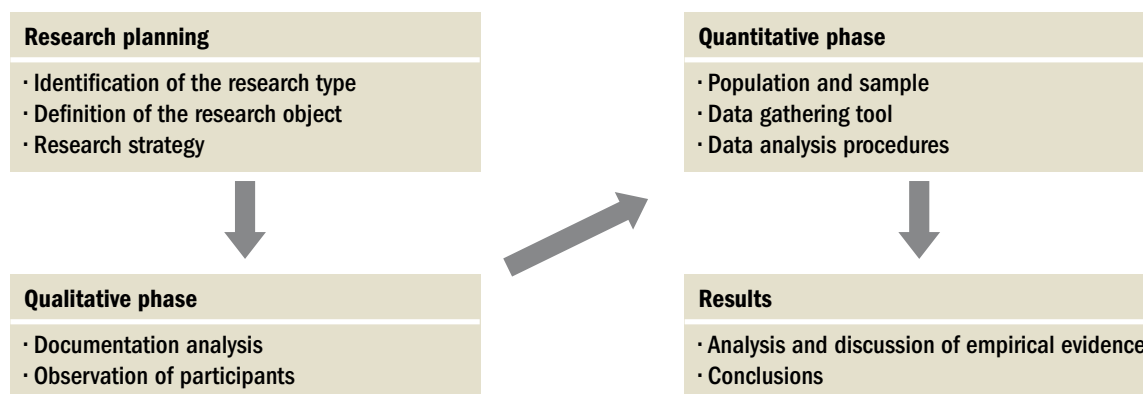 Research planning
· Identification of the research type
· Definition of the research object
· Research strategy
Qualitative phase
· Documentation analysis
· Observation of participants
Quantitative phase
· Population and sample
· Data gathering tool
· Data analysis procedures
Results
· Analysis and discussion of empirical evidence
· Conclusions